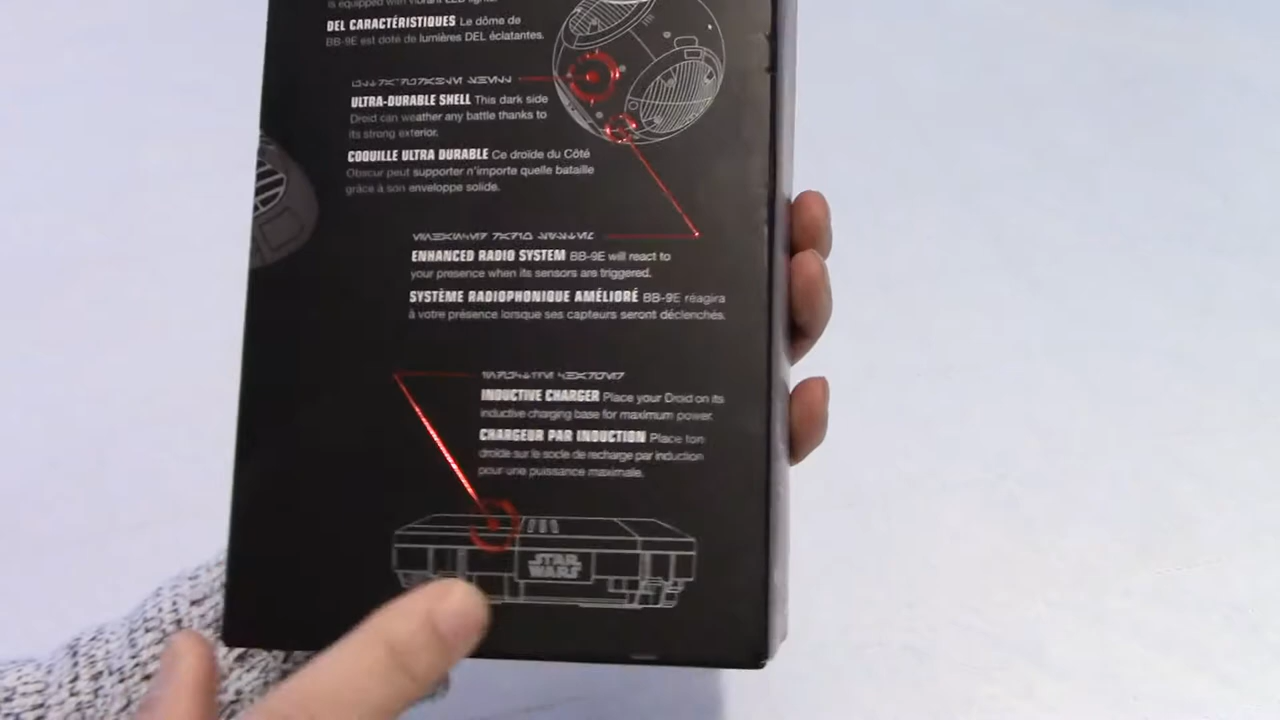 is equipped with vibrant LED lights.
DEL CARACTÉRISTIQUES Le dôme de
BB-9E est doté de lumières DEL éclatantes.
ULTRA-DURABLE SHELL This dark side
Droid can weather any battle thanks to
its strong exterior.
COQUILLE ULTRA DURABLE Ce droïde du Côté
Obscur peut supporter n'importe quelle bataille
grâce à son enveloppe solide.
ENHANCED RADIO SYSTEM BB-9E will react to
your presence when its sensors are triggered.
SYSTÈME RADIOPHONIQUE AMÉLIORÉ BB-9E réagira
à votre présence lorsque ses capteurs seront déclenchés.
INDUCTIVE CHARGER Place your Droid on its
inductive charging base for maximum power.
CHARGEUR PAR INDUCTION Place ton
droïde sur le socle de recharge par induction
pour une puissance maximale.
STAR
WARS